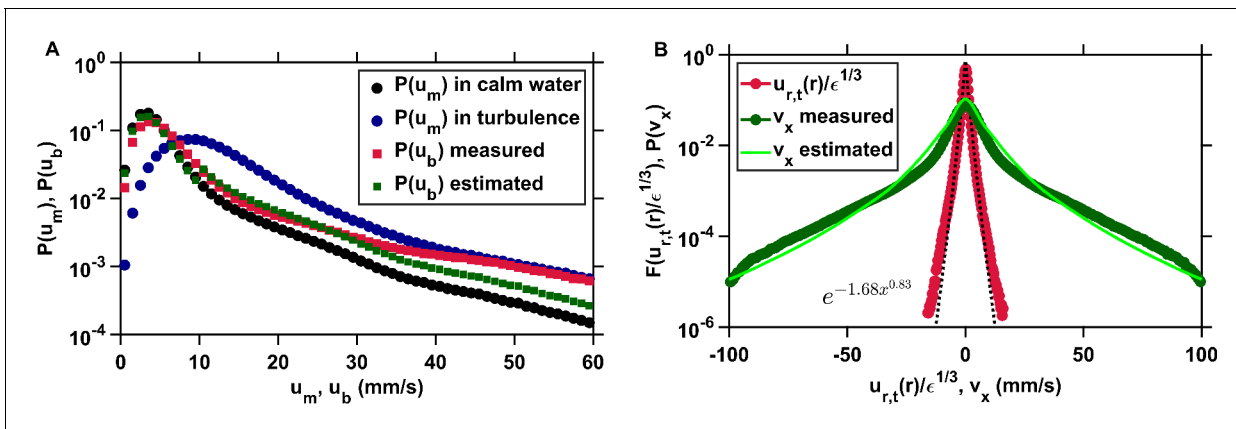 A
P(u_m), P(u_b)
10^0
10^-1
10^-2
10^-3
10^-4
P(u_m) in calm water
P(u_m) in turbulence
P(u_b) measured
P(u_b) estimated
0 10 20 30 40 50 60
u_m, u_b (mm/s)
B
F(u_r,t(r)/ϵ^1/3), P(v_x)
10^0
10^-2
10^-4
10^-6
u_r,t(r)/ϵ^1/3
v_x measured
v_x estimated
e^-1.68x^0.83
-100 -50 0 50 100
u_r,t(r)/ϵ^1/3, v_x (mm/s)